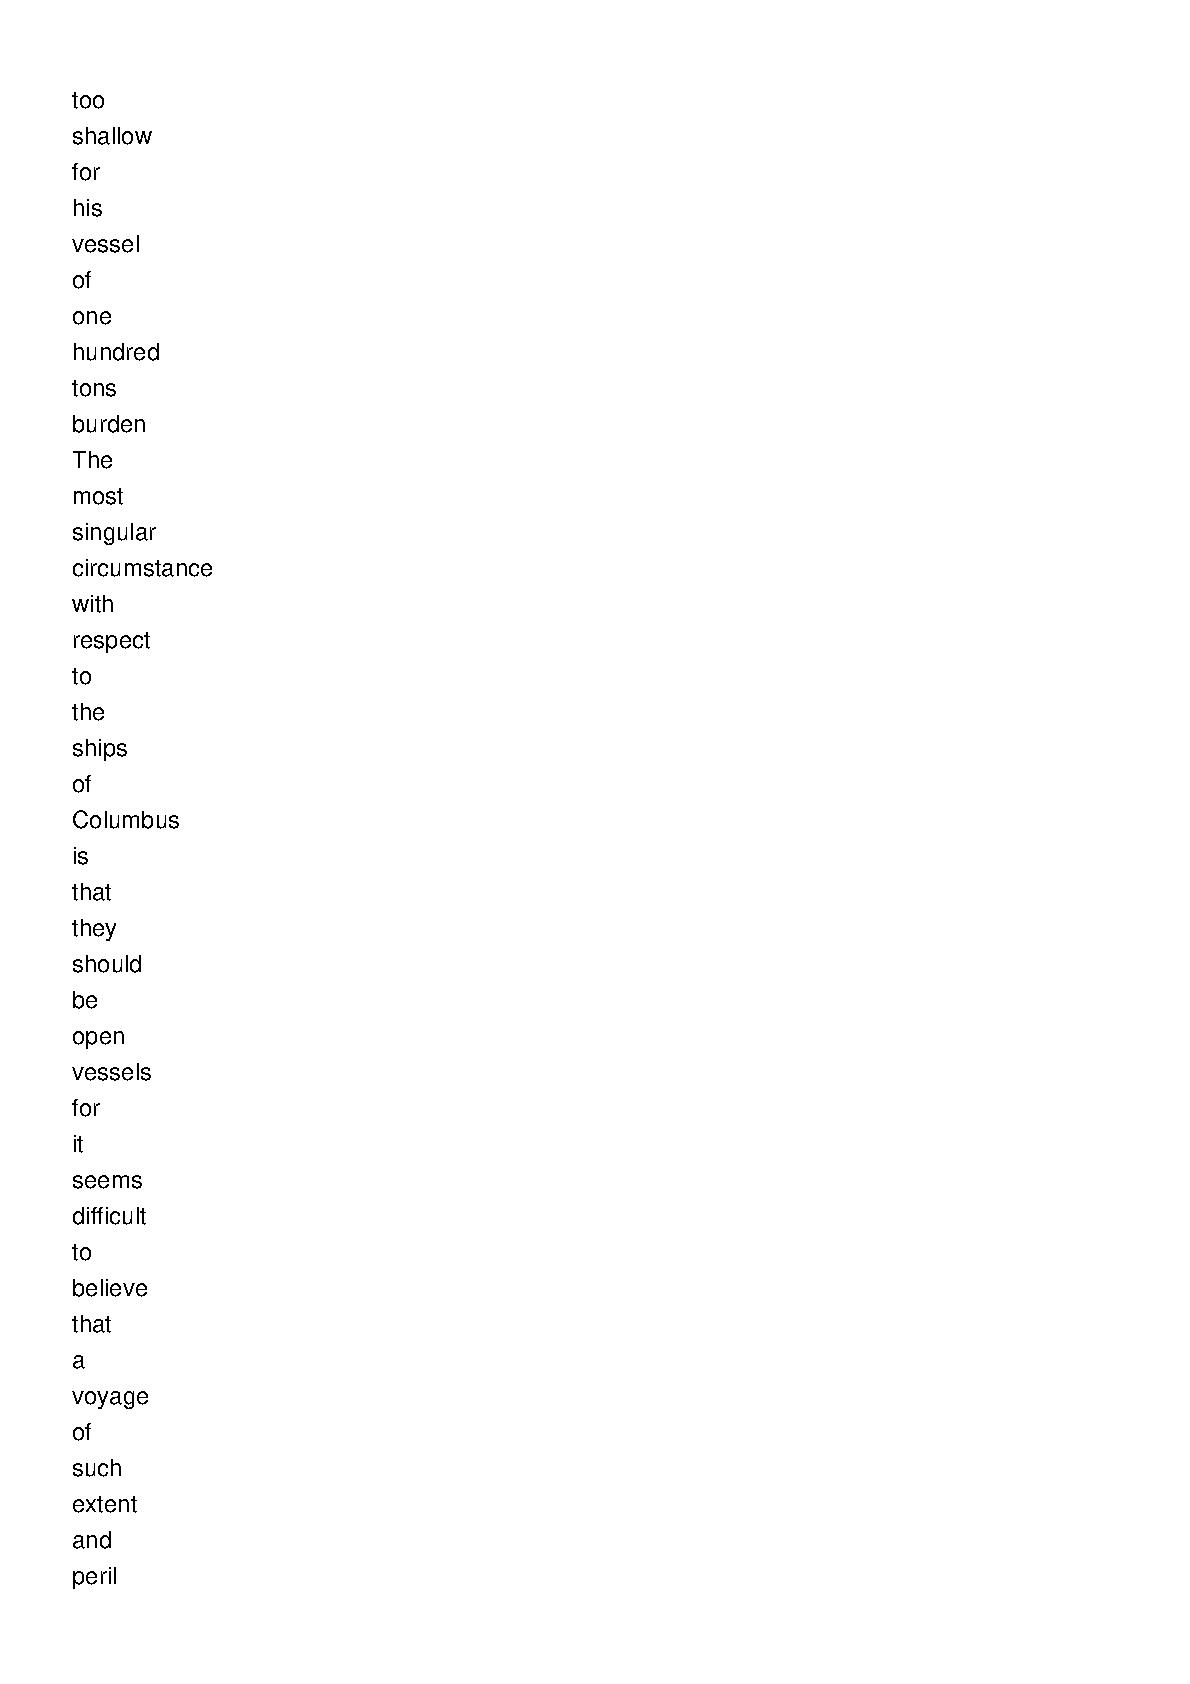 too
shallow
for
his
vessel
of
one
hundred
tons
burden
The
most
singular
circumstance
with
respect
to
the
ships
of
Columbus
is
that
they
should
be
open
vessels
for
it
seems
difficult
to
believe
that
a
voyage
of
such
extent
and
peril